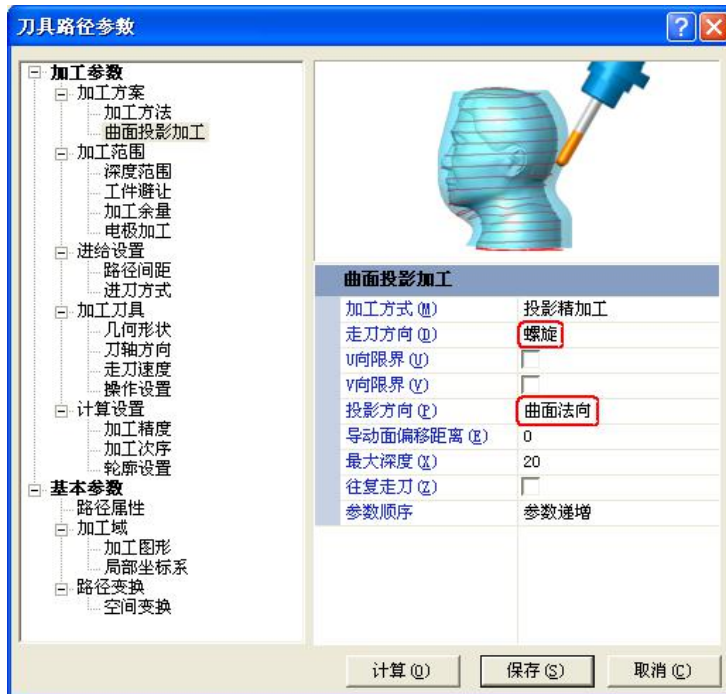 刀具路径参数
加工参数
加工方案
加工方法
曲面投影加工
加工范围
深度范围
工件避让
加工余量
电极加工
进给设置
路径间距
进刀方式
加工刀具
几何形状
刀轴方向
走刀速度
操作设置
计算设置
加工精度
加工次序
轮廓设置
基本参数
路径属性
加工域
加工图形
局部坐标系
路径变换
空间变换
曲面投影加工
加工方式(M) 投影精加工
走刀方向(D) 螺旋
U向限界(U)
V向限界(V)
投影方向(P) 曲面法向
导动面偏移距离(E) 0
最大深度(X) 20
往复走刀(Z)
参数顺序 参数递增
计算(O) 保存(S) 取消(C)